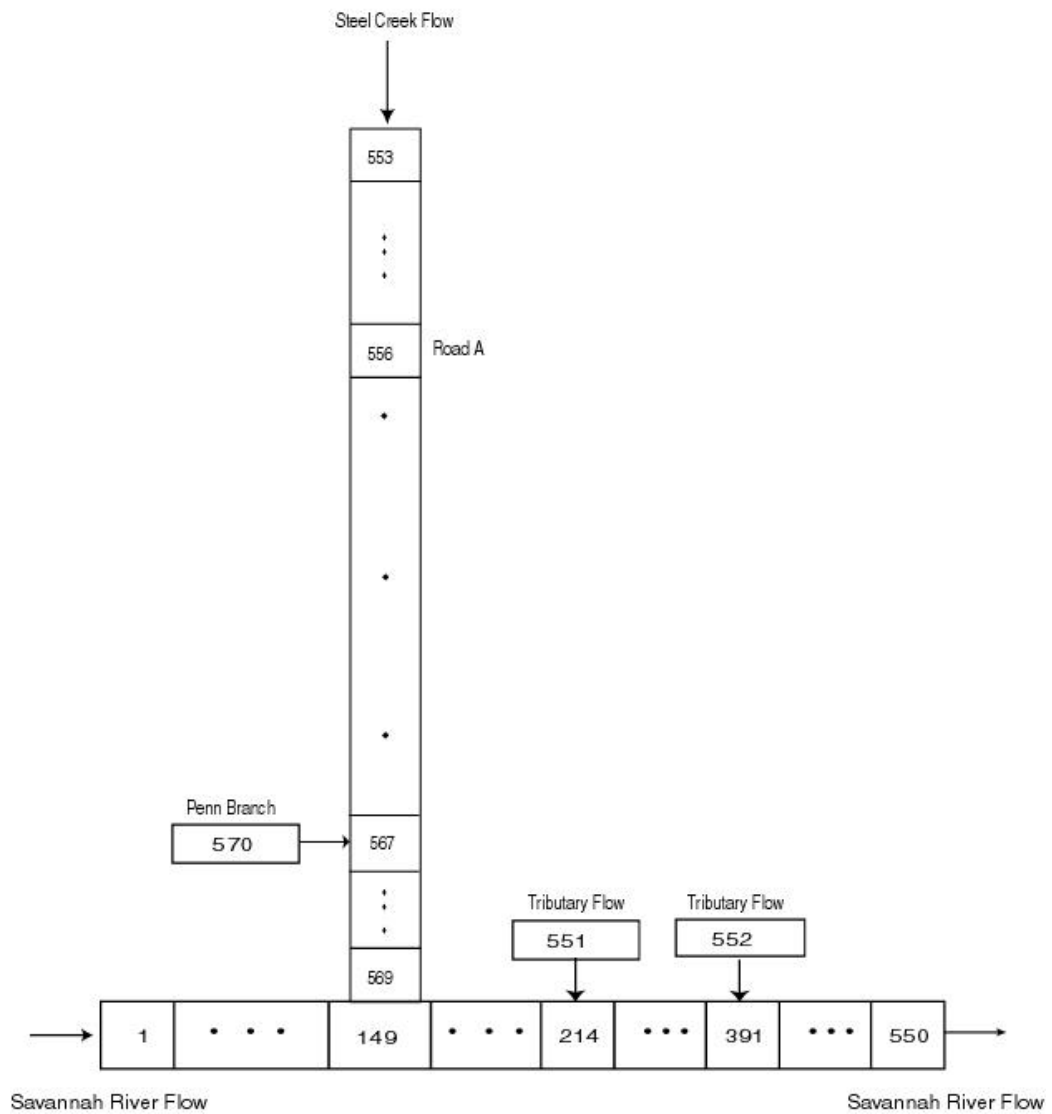 Steel Creek Flow
553
556
Road A
Penn Branch
570
567
Tributary Flow
551
Tributary Flow
552
569
1
149
214
391
550
Savannah River Flow
Savannah River Flow